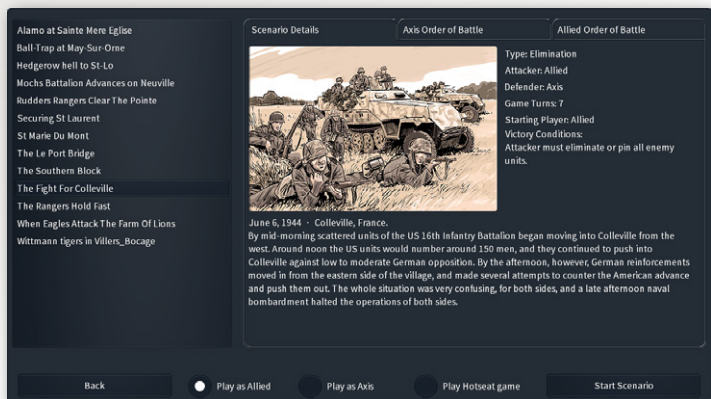 Alamo at Sainte Mere Eglise
Ball-Trap at May-Sur-Orne
Hedgerow hell to St-Lo
Mochs Battalion Advances on Neuville
Rudders Rangers Clear The Pointe
Securing St Laurent
St Marie Du Mont
The Le Port Bridge
The Southern Block
The Fight For Colleville
The Rangers Hold Fast
When Eagles Attack The Farm Of Lions
Wittmann tigers in Villers_Bocage
Scenario Details
Axis Order of Battle
Allied Order of Battle
Type: Elimination
Attacker: Allied
Defender: Axis
Game Turns: 7
Starting Player: Allied
Victory Conditions:
Attacker must eliminate or pin all enemy
units.
June 6, 1944 · Colleville, France.
By mid-morning scattered units of the US 16th Infantry Battalion began moving into Colleville from the
west. Around noon the US units would number around 150 men, and they continued to push into
Colleville against low to moderate German opposition. By the afternoon, however, German reinforcements
moved in from the eastern side of the village, and made several attempts to counter the American advance
and push them out. The whole situation was very confusing, for both sides, and a late afternoon naval
bombardment halted the operations of both sides.
Back
Play as Allied
Play as Axis
Play Hotseat game
Start Scenario